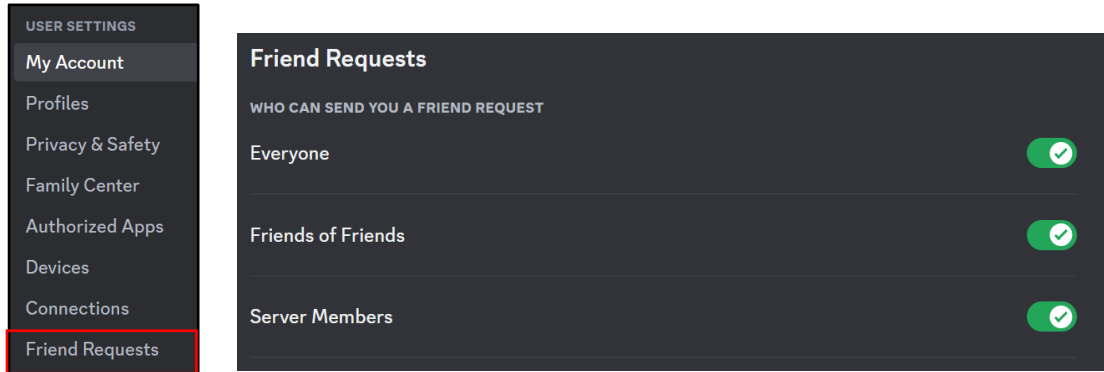 USER SETTINGS
My Account
Profiles
Privacy & Safety
Family Center
Authorized Apps
Devices
Connections
Friend Requests
Friend Requests
WHO CAN SEND YOU A FRIEND REQUEST
Everyone
Friends of Friends
Server Members